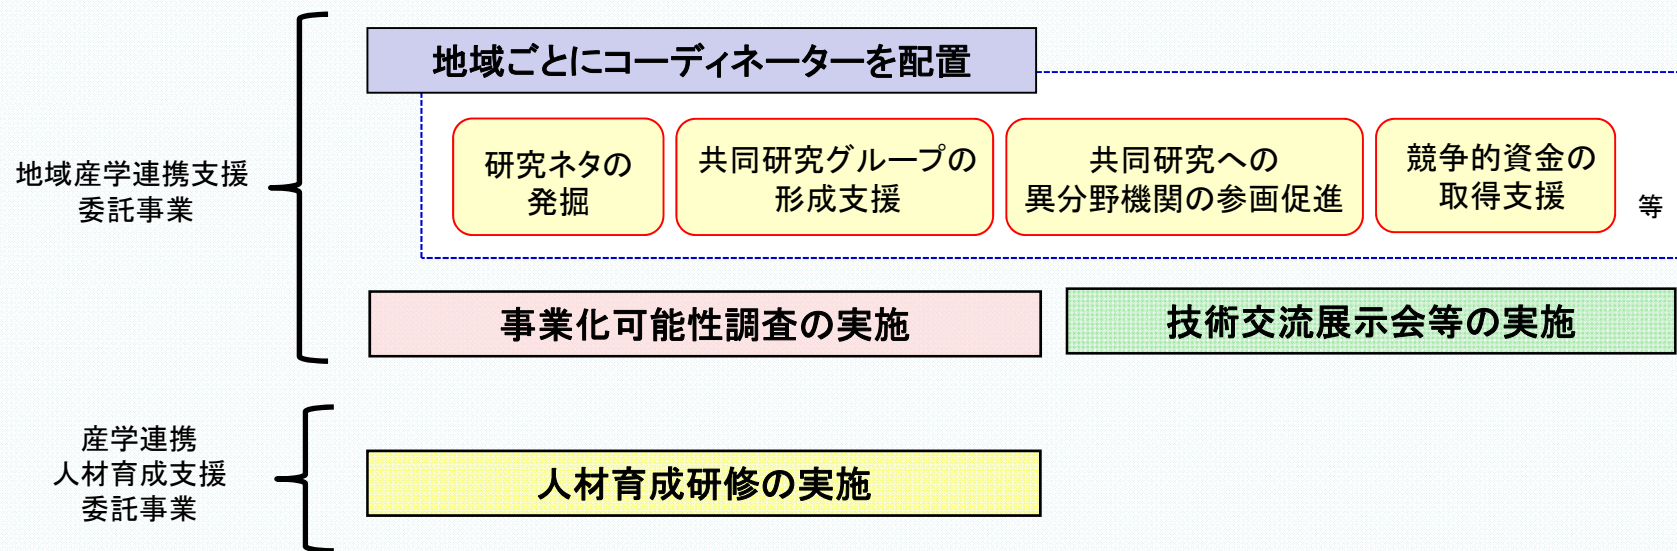 地域産学連携支援
委託事業
地域ごとにコーディネーターを配置
研究ネタの
発掘
共同研究グループの
形成支援
共同研究への
異分野機関の参画促進
競争的資金の
取得支援
等
事業化可能性調査の実施
技術交流展示会等の実施
産学連携
人材育成支援
委託事業
人材育成研修の実施